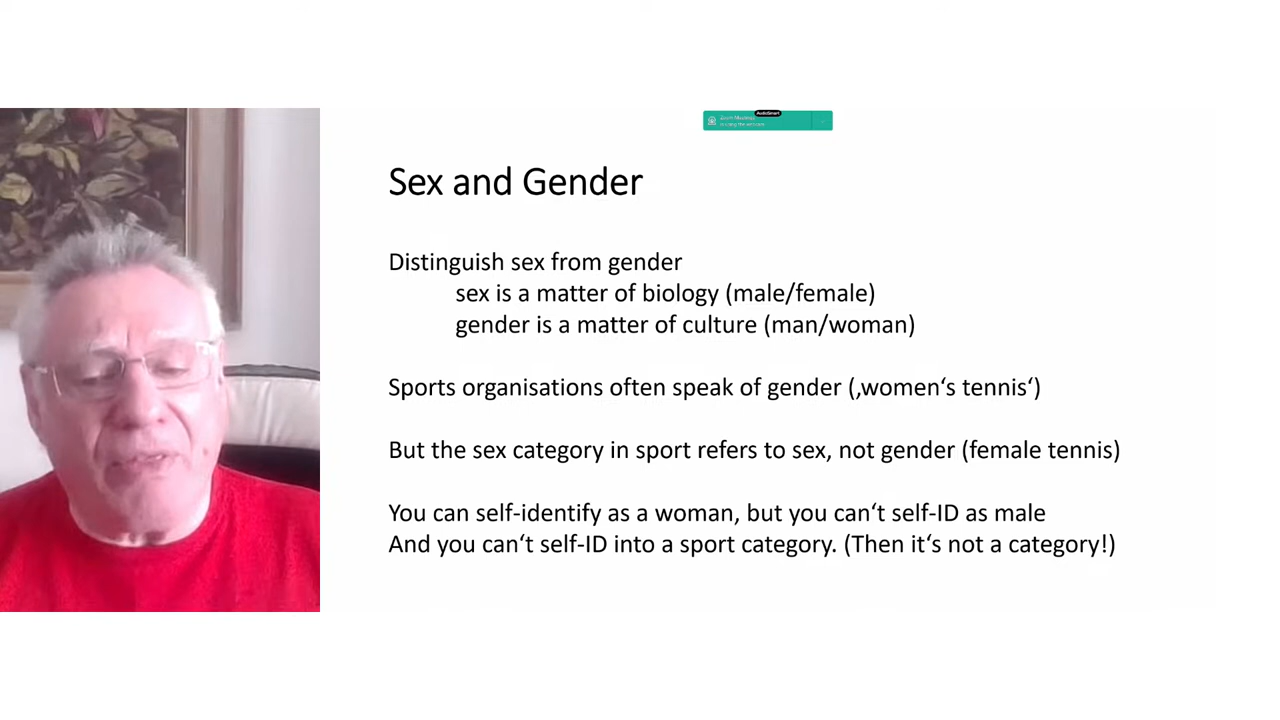 AudioSmart
Sex and Gender
Distinguish sex from gender
sex is a matter of biology (male/female)
gender is a matter of culture (man/woman)
Sports organisations often speak of gender (‚women‘s tennis‘)
But the sex category in sport refers to sex, not gender (female tennis)
You can self-identify as a woman, but you can‘t self-ID as male
And you can‘t self-ID into a sport category. (Then it‘s not a category!)